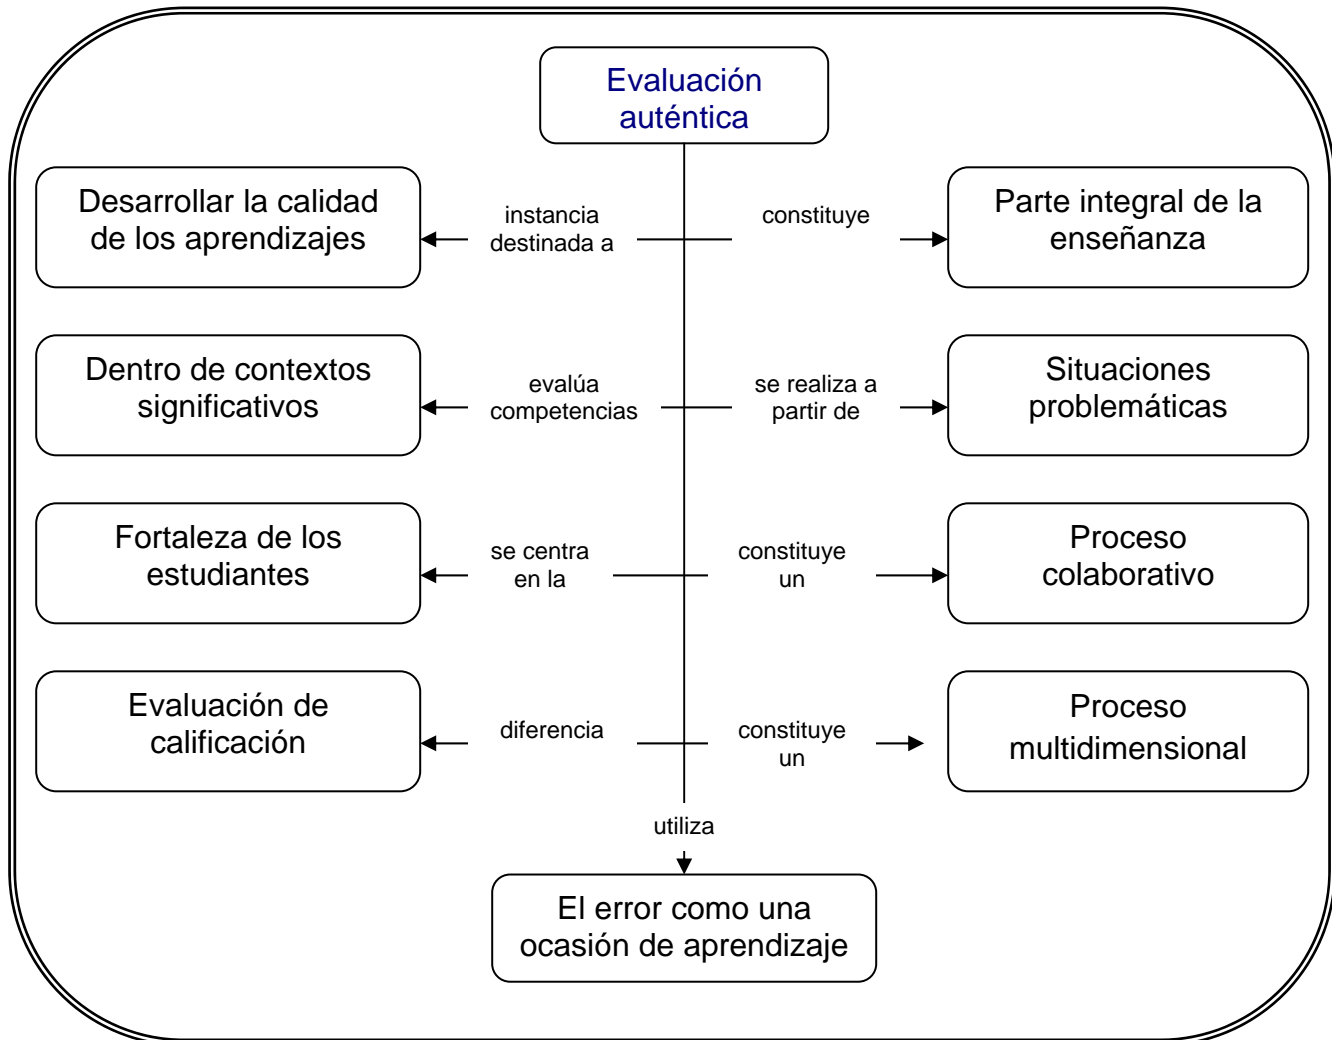 Evaluación
auténtica
Desarrollar la calidad
de los aprendizajes
instancia
destinada a
constituye
Parte integral de la
enseñanza
Dentro de contextos
significativos
evalúa
competencias
se realiza a
partir de
Situaciones
problemáticas
Fortaleza de los
estudiantes
se centra
en la
constituye
un
Proceso
colaborativo
Evaluación de
calificación
diferencia
constituye
un
Proceso
multidimensional
utiliza
El error como una
ocasión de aprendizaje